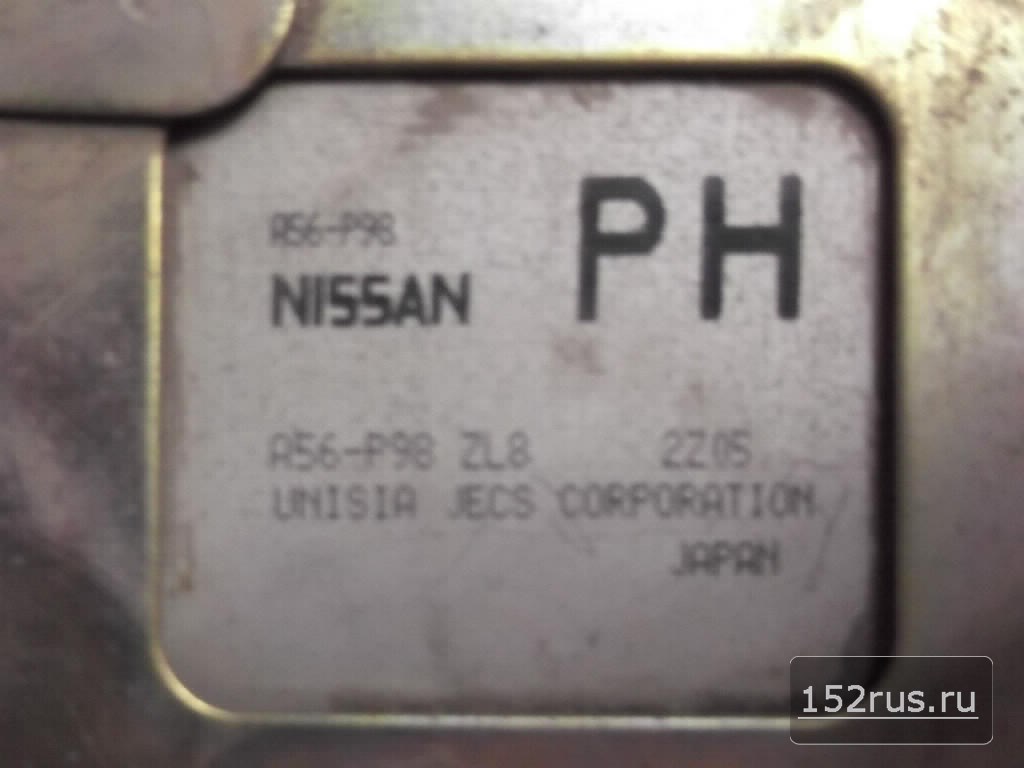 A56-P98
PH
NISSAN
A56-P98 ZL8 2Z05
UNISIA JECS CORPORATION
JAPAN
152rus.ru